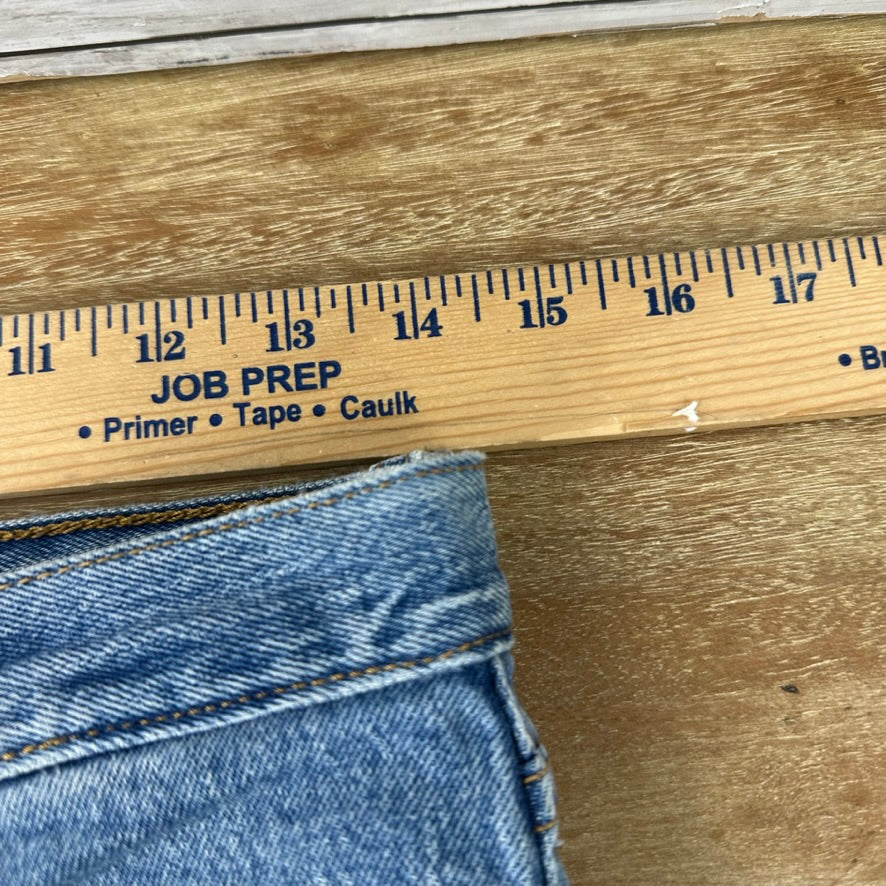 11 12 13 14 15 16 17
JOB PREP
• Primer • Tape • Caulk
•